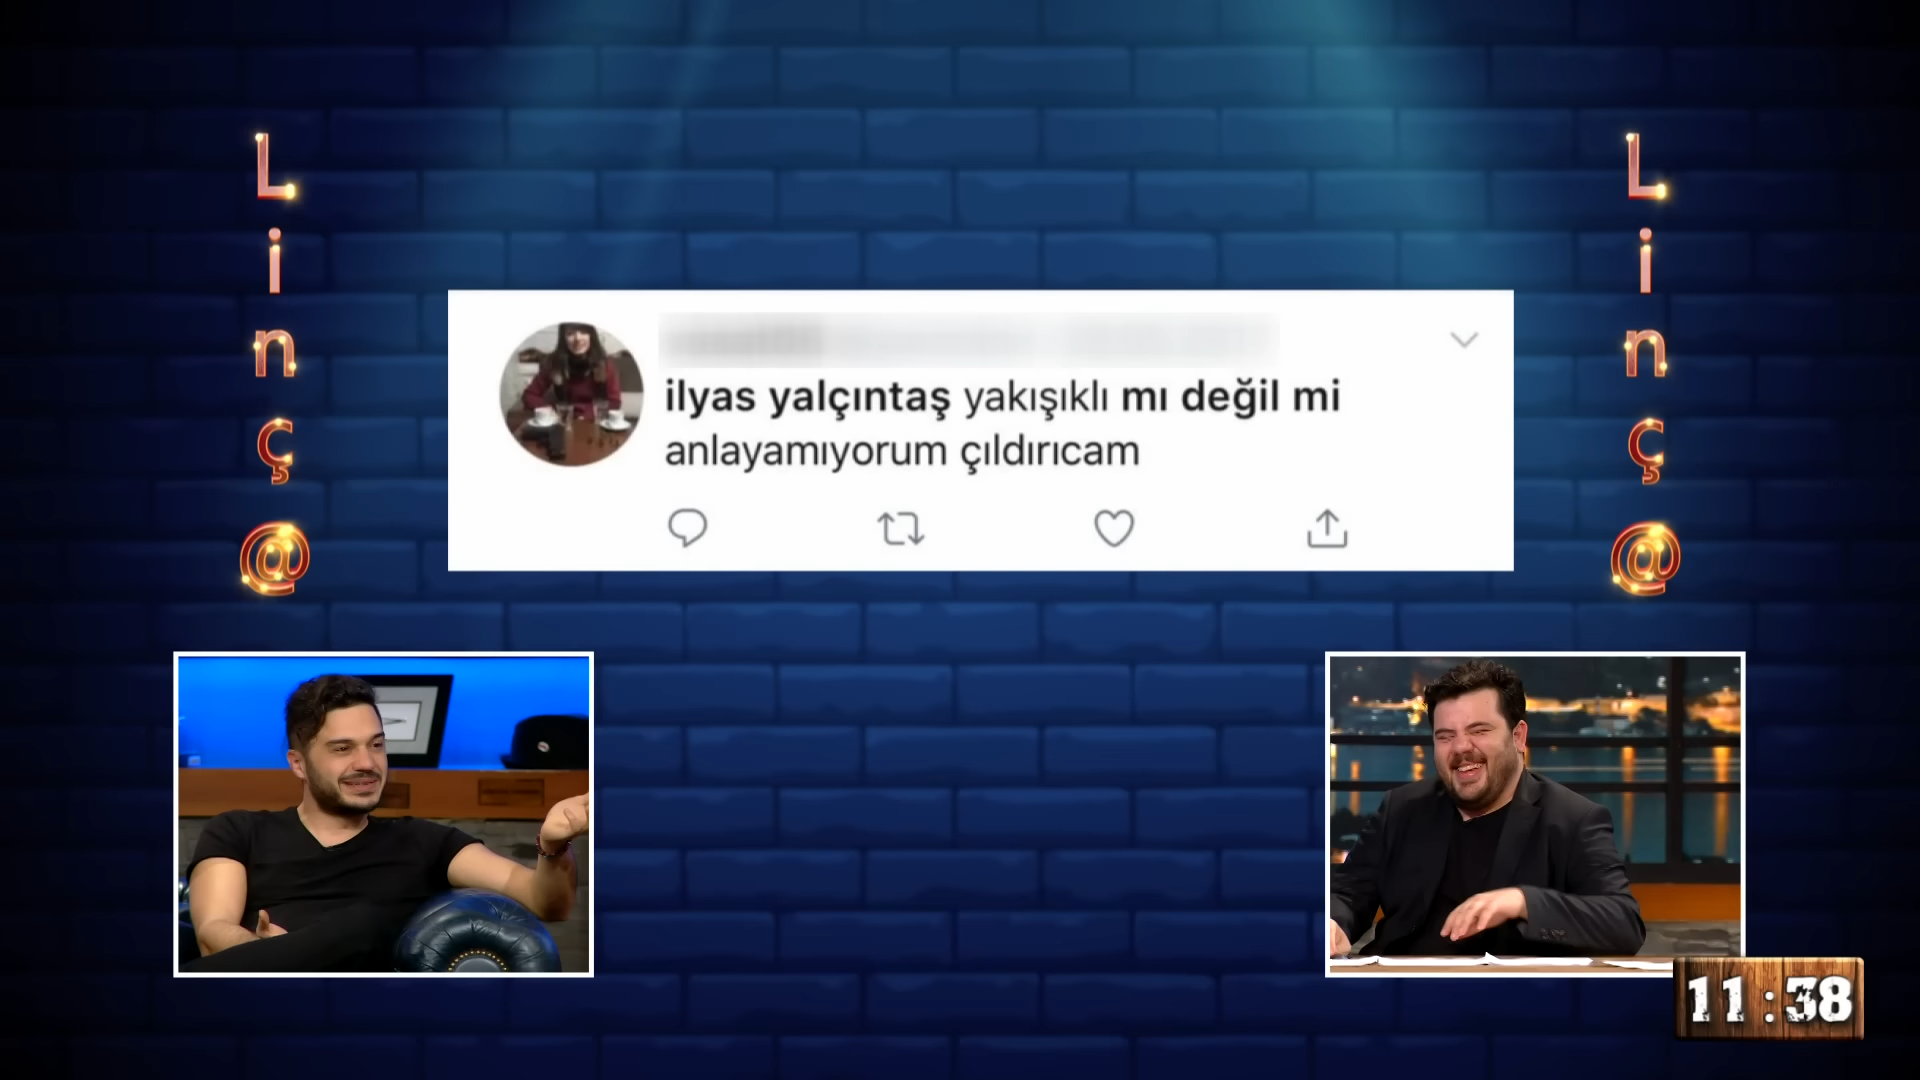 Linç@
Linç@
ilyas yalçıntaş yakışıklı mı değil mi
anlayamıyorum çıldırıcam
11:38